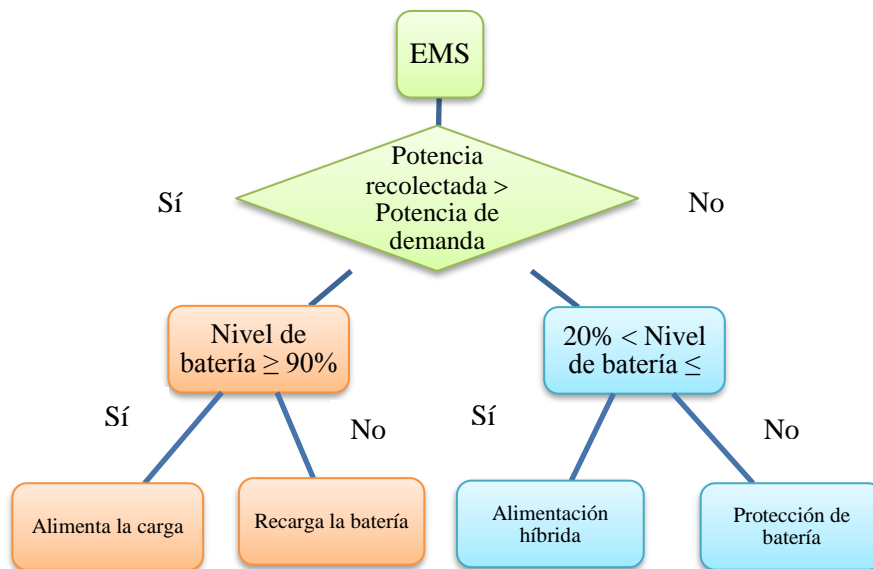 EMS
Potencia
recolectada >
Potencia de
demanda
Sí
No
Nivel de
batería ≥ 90%
20% < Nivel
de batería ≤
Sí
No
Sí
No
Alimenta la carga
Recarga la batería
Alimentación
híbrida
Protección de
batería